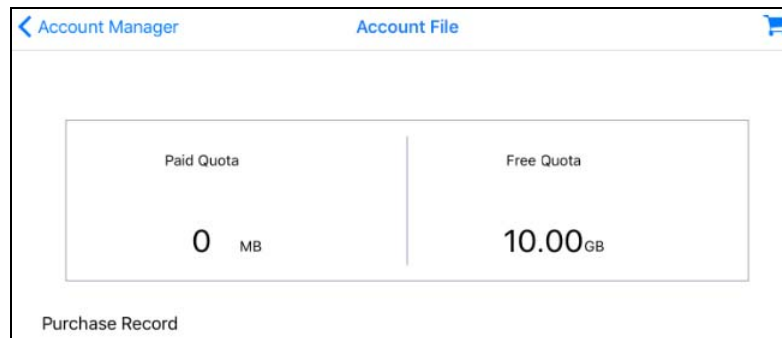 Account Manager Account File
Paid Quota Free Quota
0 MB 10.00GB
Purchase Record